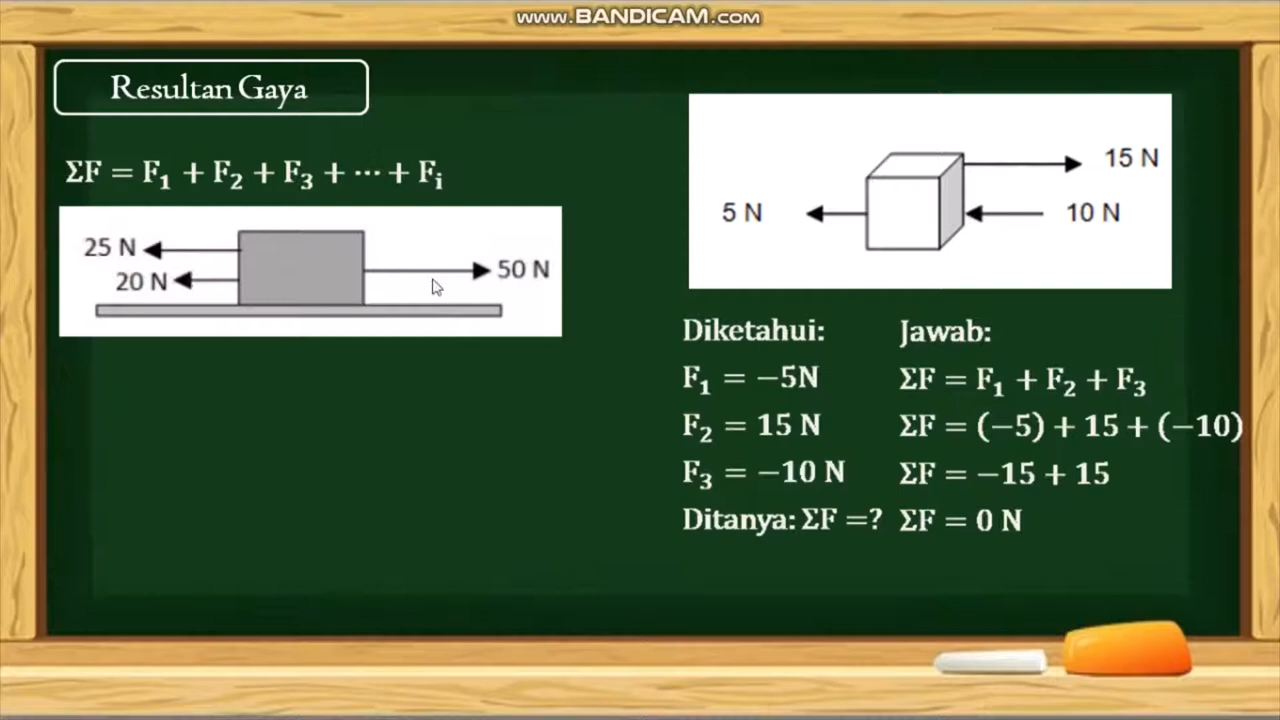 www.BANDICAM.com
Resultan Gaya
ΣF = F₁ + F₂ + F₃ + ⋯ + Fᵢ
25 N
20 N
50 N
15 N
5 N
10 N
Diketahui:
F₁ = −5N
F₂ = 15 N
F₃ = −10 N
Ditanya: ΣF =?
Jawab:
ΣF = F₁ + F₂ + F₃
ΣF = (−5) + 15 + (−10)
ΣF = −15 + 15
ΣF = 0 N